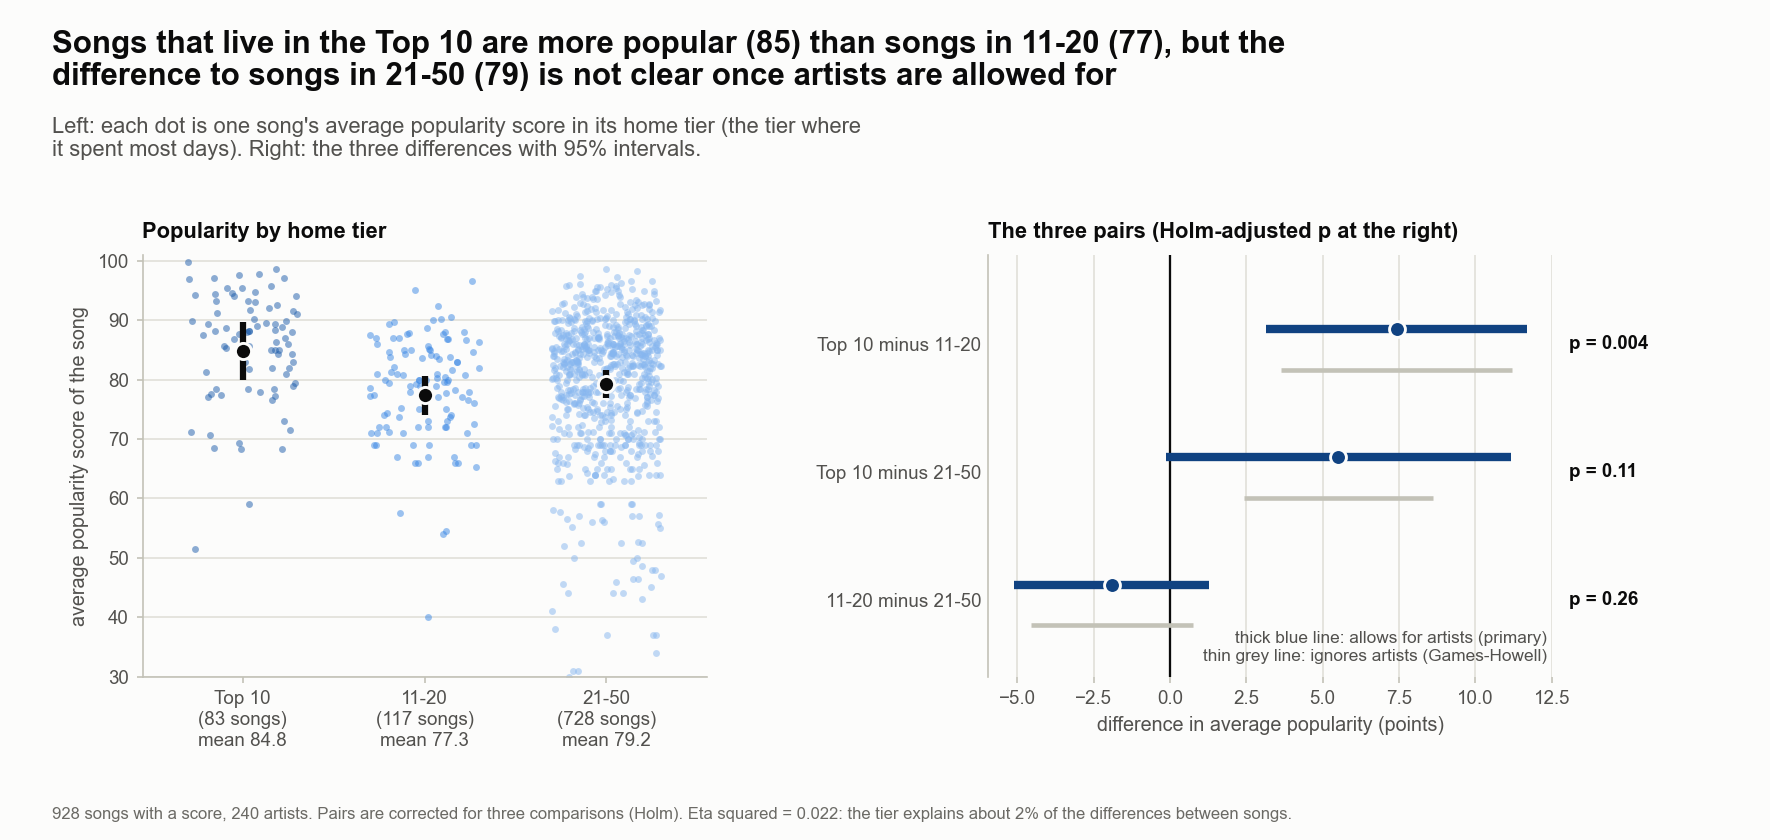 Songs that live in the Top 10 are more popular (85) than songs in 11-20 (77), but the
difference to songs in 21-50 (79) is not clear once artists are allowed for
Left: each dot is one song's average popularity score in its home tier (the tier where
it spent most days). Right: the three differences with 95% intervals.
Popularity by home tier
average popularity score of the song
100
90
80
70
60
50
40
30
Top 10
(83 songs)
mean 84.8
11-20
(117 songs)
mean 77.3
21-50
(728 songs)
mean 79.2
The three pairs (Holm-adjusted p at the right)
Top 10 minus 11-20
p = 0.004
Top 10 minus 21-50
p = 0.11
11-20 minus 21-50
p = 0.26
thick blue line: allows for artists (primary)
thin grey line: ignores artists (Games-Howell)
−5.0 −2.5 0.0 2.5 5.0 7.5 10.0 12.5
difference in average popularity (points)
928 songs with a score, 240 artists. Pairs are corrected for three comparisons (Holm). Eta squared = 0.022: the tier explains about 2% of the differences between songs.